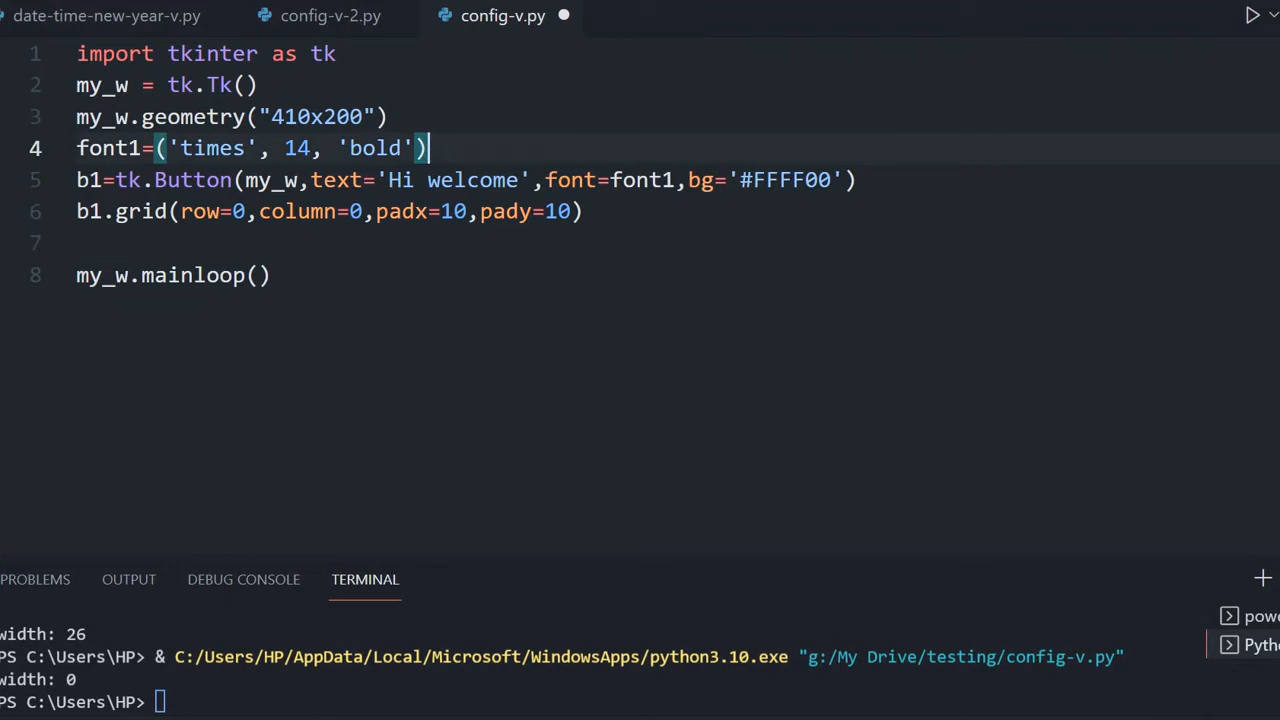 date-time-new-year-v.py config-v-2.py config-v.py
1 import tkinter as tk
2 my_w = tk.Tk()
3 my_w.geometry("410x200")
4 font1=('times', 14, 'bold')
5 b1=tk.Button(my_w,text='Hi welcome',font=font1,bg='#FFFF00')
6 b1.grid(row=0,column=0,padx=10,pady=10)
7
8 my_w.mainloop()
PROBLEMS OUTPUT DEBUG CONSOLE TERMINAL
width: 26
PS C:\Users\HP> & C:/Users/HP/AppData/Local/Microsoft/WindowsApps/python3.10.exe "g:/My Drive/testing/config-v.py"
width: 0
PS C:\Users\HP>
powe
Pytho